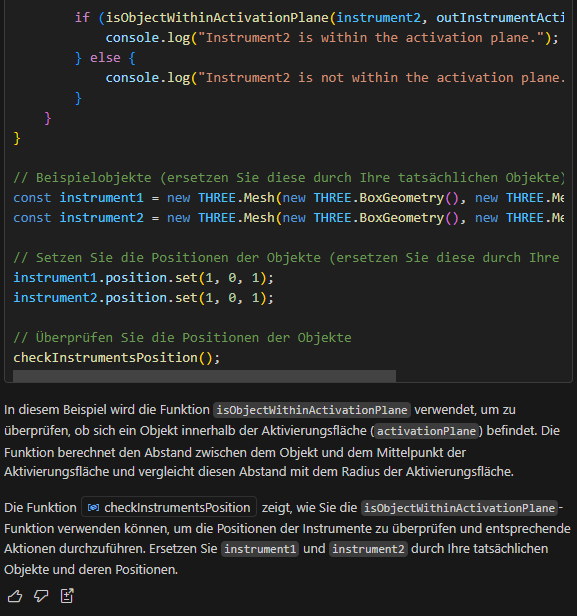 if (isObjectWithinActivationPlane(instrument2, outInstrumentActi
console.log("Instrument2 is within the activation plane.");
} else {
console.log("Instrument2 is not within the activation plane.
}
}
}
// Beispielobjekte (ersetzen Sie diese durch Ihre tatsächlichen Objekte)
const instrument1 = new THREE.Mesh(new THREE.BoxGeometry(), new THREE.Me
const instrument2 = new THREE.Mesh(new THREE.BoxGeometry(), new THREE.Me
// Setzen Sie die Positionen der Objekte (ersetzen Sie diese durch Ihre
instrument1.position.set(1, 0, 1);
instrument2.position.set(1, 0, 1);
// Überprüfen Sie die Positionen der Objekte
checkInstrumentsPosition();
In diesem Beispiel wird die Funktion isObjectWithinActivationPlane verwendet, um zu
überprüfen, ob sich ein Objekt innerhalb der Aktivierungsfläche (activationPlane) befindet. Die
Funktion berechnet den Abstand zwischen dem Objekt und dem Mittelpunkt der
Aktivierungsfläche und vergleicht diesen Abstand mit dem Radius der Aktivierungsfläche.
Die Funktion checkInstrumentsPosition zeigt, wie Sie die isObjectWithinActivationPlane-
Funktion verwenden können, um die Positionen der Instrumente zu überprüfen und entsprechende
Aktionen durchzuführen. Ersetzen Sie instrument1 und instrument2 durch Ihre tatsächlichen
Objekte und deren Positionen.